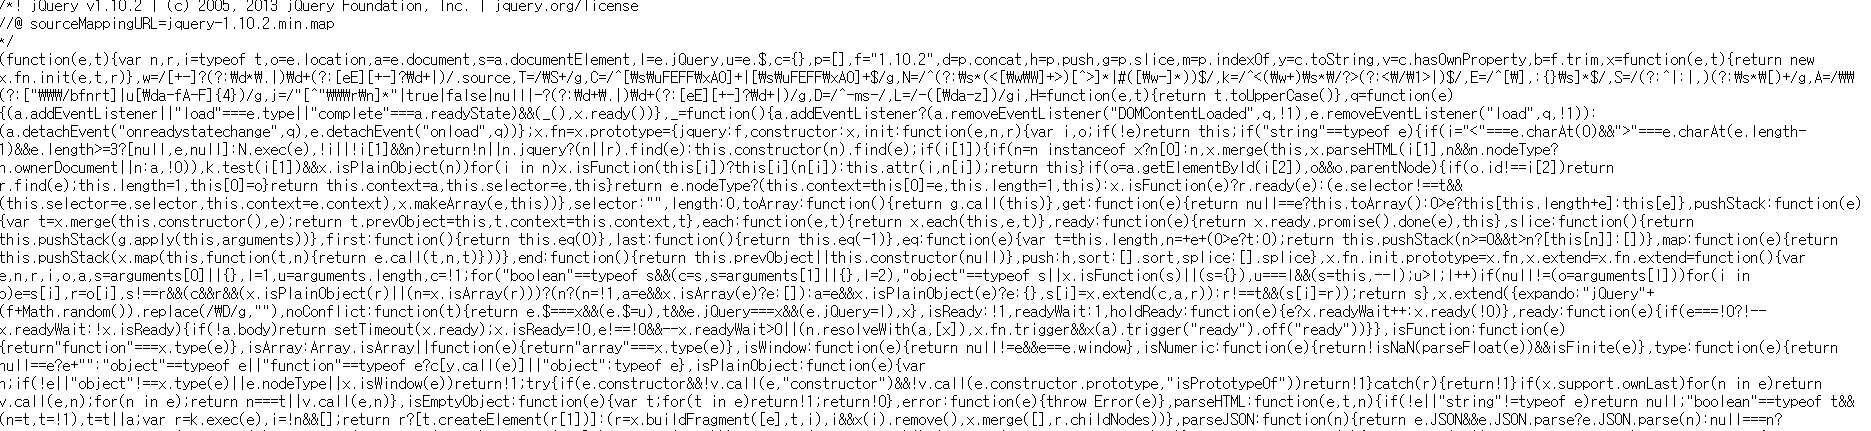 /*! jQuery v1.10.2 | (c) 2005, 2013 jQuery Foundation, Inc. | jquery.org/license
//@ sourceMappingURL=jquery-1.10.2.min.map
*/
(function(e,t){var n,r,i=typeof t,o=e.location,a=e.document,s=a.documentElement,l=e.jQuery,u=e.$,c={},p=[],f="1.10.2",d=p.concat,h=p.push,g=p.slice,m=p.indexOf,y=c.toString,v=c.hasOwnProperty,b=f.trim,x=function(e,t){return new
x.fn.init(e,t,r)},w=/[+-]?(?:₩d*₩.|)₩d+(?:[eE][+-]?₩d+|)/.source,T=/₩S+/g,C=/^[₩s₩uFEFF₩xA0]+|[₩s₩uFEFF₩xA0]+$/g,N=/^(?:₩s*(<[₩w₩W]+>)[^>]*|#([₩w-]*))$/,k=/^<(₩w+)₩s*₩/?>(?:<₩/₩1>|)$/,E=/^[₩],:{}₩s]*$/,S=/(?:^|:|,)(?:₩s*₩[)+/g,A=/₩₩
(?:["₩₩₩/bfnrt]|u[₩da-fA-F]{4})/g,j=/"[^"₩₩₩r₩n]*"|true|false|null|-?(?:₩d+₩.|)₩d+(?:[eE][+-]?₩d+|)/g,D=/^-ms-/,L=/-([₩da-z])/gi,H=function(e,t){return t.toUpperCase()},q=function(e)
{(a.addEventListener||"load"===e.type||"complete"===a.readyState)&&(_(),x.ready())},_=function(){a.addEventListener?(a.removeEventListener("DOMContentLoaded",q,!1),e.removeEventListener("load",q,!1)):
(a.detachEvent("onreadystatechange",q),e.detachEvent("onload",q))};x.fn=x.prototype={jquery:f,constructor:x,init:function(e,n,r){var i,o;if(!e)return this;if("string"==typeof e){if(i="<"===e.charAt(0)&&">"===e.charAt(e.length-
1)&&e.length>=3?[null,e,null]:N.exec(e),!i||!i[1]&&n)return!n||n.jquery?(n||r).find(e):this.constructor(n).find(e);if(i[1]){if(n=n instanceof x?n[0]:n,x.merge(this,x.parseHTML(i[1],n&&n.nodeType?
n.ownerDocument||n:a,!0)),k.test(i[1])&&x.isPlainObject(n))for(i in n)x.isFunction(this[i])?this[i](n[i]):this.attr(i,n[i]);return this}if(o=a.getElementById(i[2]),o&&o.parentNode){if(o.id!==i[2])return
r.find(e);this.length=1,this[0]=o}return this.context=a,this.selector=e,this}return e.nodeType?(this.context=this[0]=e,this.length=1,this):x.isFunction(e)?r.ready(e):(e.selector!==t&&
(this.selector=e.selector,this.context=e.context),x.makeArray(e,this))},selector:"",length:0,toArray:function(){return g.call(this)},get:function(e){return null==e?this.toArray():0>e?this[this.length+e]:this[e]},pushStack:function(e)
{var t=x.merge(this.constructor(),e);return t.prevObject=this,t.context=this.context,t},each:function(e,t){return x.each(this,e,t)},ready:function(e){return x.ready.promise().done(e),this},slice:function(){return
this.pushStack(g.apply(this,arguments))},first:function(){return this.eq(0)},last:function(){return this.eq(-1)},eq:function(e){var t=this.length,n=+e+(0>e?t:0);return this.pushStack(n>=0&&t>n?[this[n]]:[])},map:function(e){return
this.pushStack(x.map(this,function(t,n){return e.call(t,n,t)}))},end:function(){return this.prevObject||this.constructor(null)},push:h,sort:[].sort,splice:[].splice},x.fn.init.prototype=x.fn,x.extend=x.fn.extend=function(){var
e,n,r,i,o,a,s=arguments[0]||{},l=1,u=arguments.length,c=!1;for("boolean"==typeof s&&(c=s,s=arguments[1]||{},l=2),"object"==typeof s||x.isFunction(s)||(s={}),u===l&&(s=this,--l);u>l;l++)if(null!=(o=arguments[l]))for(i in
o)e=s[i],r=o[i],s!==r&&(c&&r&&(x.isPlainObject(r)||(n=x.isArray(r)))?(n?(n=!1,a=e&&x.isArray(e)?e:[]):a=e&&x.isPlainObject(e)?e:{},s[i]=x.extend(c,a,r)):r!==t&&(s[i]=r));return s},x.extend({expando:"jQuery"+
(f+Math.random()).replace(/₩D/g,""),noConflict:function(t){return e.$===x&&(e.$=u),t&&e.jQuery===x&&(e.jQuery=l),x},isReady:!1,readyWait:1,holdReady:function(e){e?x.readyWait++:x.ready(!0)},ready:function(e){if(e===!0?!--
x.readyWait:!x.isReady){if(!a.body)return setTimeout(x.ready);x.isReady=!0,e!==!0&&--x.readyWait>0||(n.resolveWith(a,[x]),x.fn.trigger&&x(a).trigger("ready").off("ready"))}},isFunction:function(e)
{return"function"===x.type(e)},isArray:Array.isArray||function(e){return"array"===x.type(e)},isWindow:function(e){return null!=e&&e==e.window},isNumeric:function(e){return!isNaN(parseFloat(e))&&isFinite(e)},type:function(e){return
null==e?e+"":"object"==typeof e||"function"==typeof e?c[y.call(e)]||"object":typeof e},isPlainObject:function(e){var
n;if(!e||"object"!==x.type(e)||e.nodeType||x.isWindow(e))return!1;try{if(e.constructor&&!v.call(e,"constructor")&&!v.call(e.constructor.prototype,"isPrototypeOf"))return!1}catch(r){return!1}if(x.support.ownLast)for(n in e)return
v.call(e,n);for(n in e);return n===t||v.call(e,n)},isEmptyObject:function(e){var t;for(t in e)return!1;return!0},error:function(e){throw Error(e)},parseHTML:function(e,t,n){if(!e||"string"!=typeof e)return null;"boolean"==typeof t&&
(n=t,t=!1),t=t||a;var r=k.exec(e),i=!n&&[];return r?[t.createElement(r[1])]:(r=x.buildFragment([e],t,i),i&&x(i).remove(),x.merge([],r.childNodes))},parseJSON:function(n){return e.JSON&&e.JSON.parse?e.JSON.parse(n):null===n?